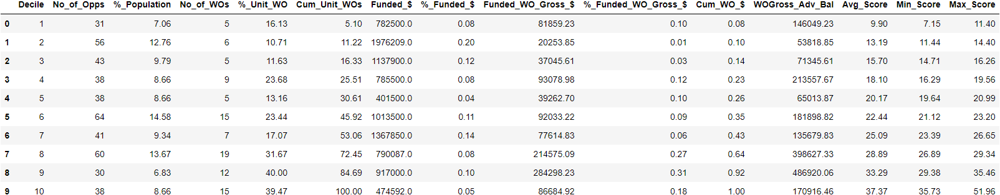 Decile No_of_Opps %_Population No_of_WOs %_Unit_WO Cum_Unit_WOs Funded_$ %_Funded_$ Funded_WO_Gross_$ %_Funded_WO_Gross_$ Cum_WO_$ WOGross_Adv_Bal Avg_Score Min_Score Max_Score
0 1 31 7.06 5 16.13 5.10 782500.0 0.08 81859.23 0.10 0.08 146049.23 9.90 7.15 11.40
1 2 56 12.76 6 10.71 11.22 1976209.0 0.20 20253.85 0.01 0.10 53818.85 13.19 11.44 14.40
2 3 43 9.79 5 11.63 16.33 1137900.0 0.12 37045.61 0.03 0.14 71345.61 15.70 14.71 16.26
3 4 38 8.66 9 23.68 25.51 785500.0 0.08 93078.98 0.12 0.23 213557.67 18.10 16.29 19.56
4 5 38 8.66 5 13.16 30.61 401500.0 0.04 39262.70 0.10 0.26 65013.87 20.17 19.64 20.99
5 6 64 14.58 15 23.44 45.92 1013500.0 0.11 92033.22 0.09 0.35 181898.82 22.44 21.12 23.20
6 7 41 9.34 7 17.07 53.06 1367850.0 0.14 77614.83 0.06 0.43 135679.83 25.09 23.39 26.65
7 8 60 13.67 19 31.67 72.45 790087.0 0.08 214575.09 0.27 0.64 398627.33 28.89 26.89 29.34
8 9 30 6.83 12 40.00 84.69 917000.0 0.10 284298.23 0.31 0.92 486920.06 33.29 29.38 35.46
9 10 38 8.66 15 39.47 100.00 474592.0 0.05 86684.92 0.18 1.00 170916.46 37.37 35.73 51.96